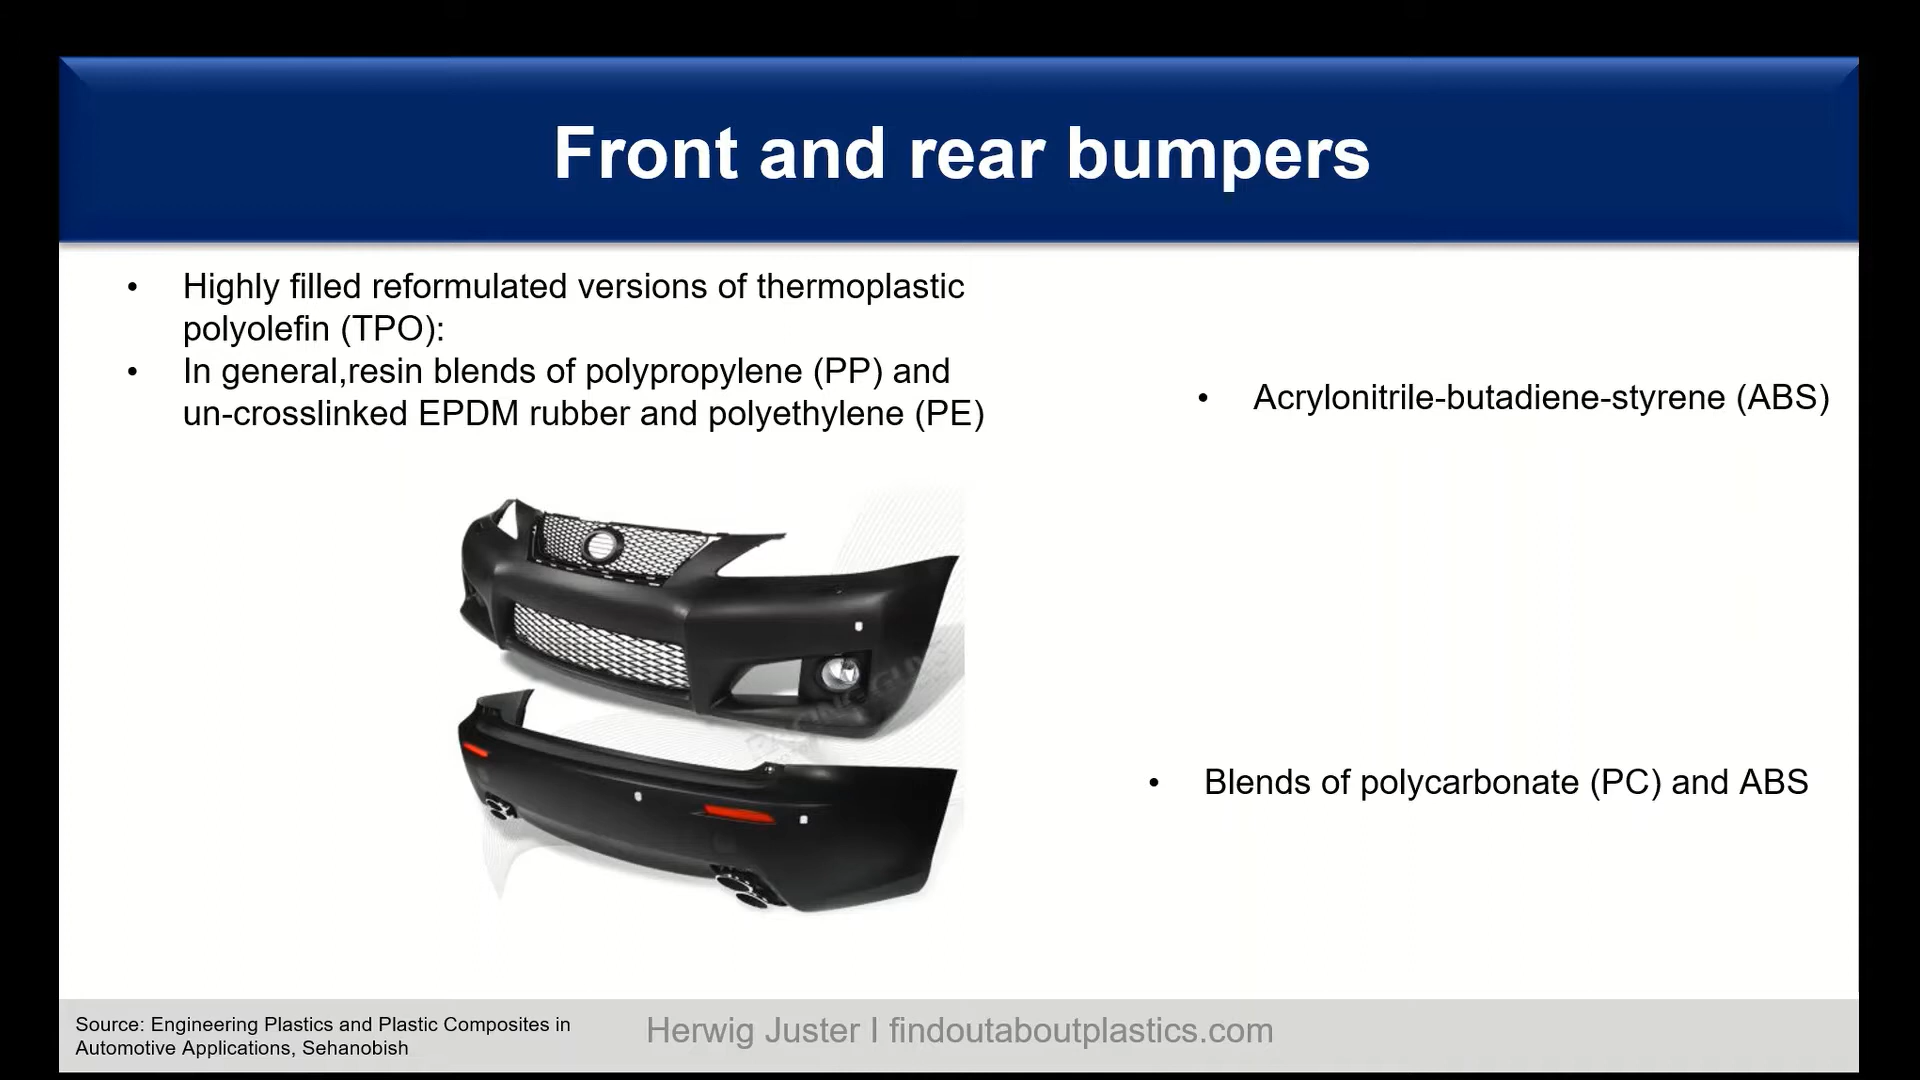 Front and rear bumpers
• Highly filled reformulated versions of thermoplastic
polyolefin (TPO):
• In general,resin blends of polypropylene (PP) and
un-crosslinked EPDM rubber and polyethylene (PE)
• Acrylonitrile-butadiene-styrene (ABS)
• Blends of polycarbonate (PC) and ABS
Source: Engineering Plastics and Plastic Composites in
Automotive Applications, Sehanobish
Herwig Juster I findoutaboutplastics.com